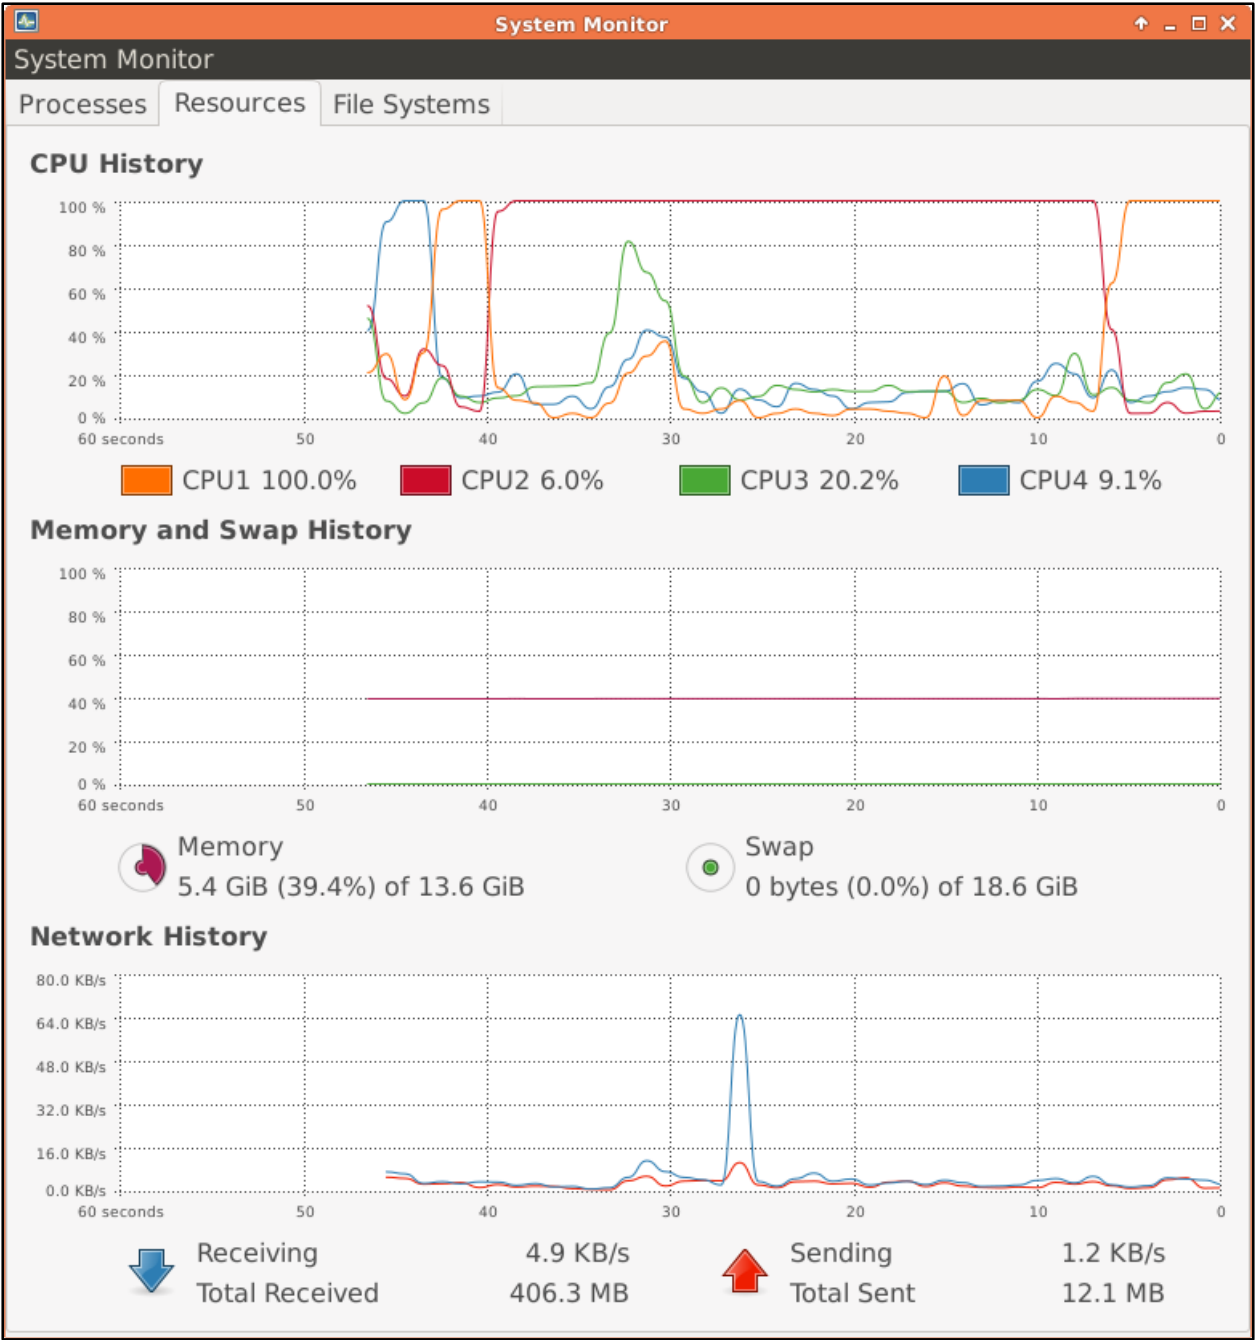 System Monitor
System Monitor
Processes Resources File Systems
CPU History
100 %
80 %
60 %
40 %
20 %
0 %
60 seconds 50 40 30 20 10 0
CPU1 100.0% CPU2 6.0% CPU3 20.2% CPU4 9.1%
Memory and Swap History
100 %
80 %
60 %
40 %
20 %
0 %
60 seconds 50 40 30 20 10 0
Memory Swap
5.4 GiB (39.4%) of 13.6 GiB 0 bytes (0.0%) of 18.6 GiB
Network History
80.0 KB/s
64.0 KB/s
48.0 KB/s
32.0 KB/s
16.0 KB/s
0.0 KB/s
60 seconds 50 40 30 20 10 0
Receiving 4.9 KB/s Sending 1.2 KB/s
Total Received 406.3 MB Total Sent 12.1 MB